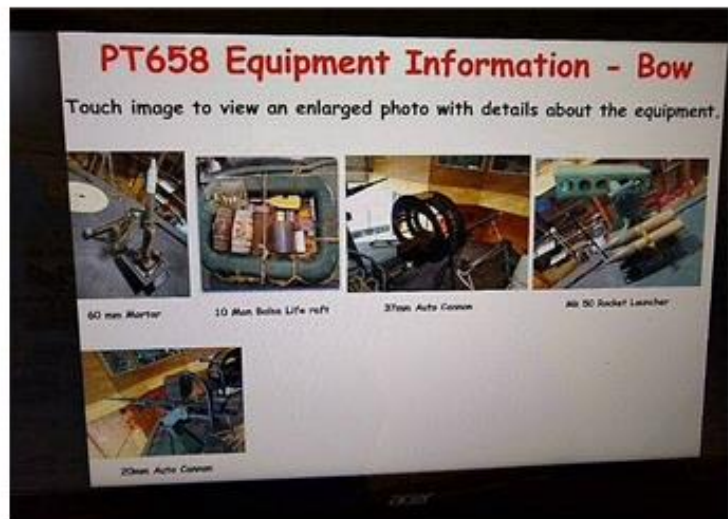 PT658 Equipment Information - Bow
Touch image to view an enlarged photo with details about the equipment.
60 mm Mortar
10 Man Balsa Life raft
37mm Auto Cannon
Mk 50 Rocket Launcher
20mm Auto Cannon
acer